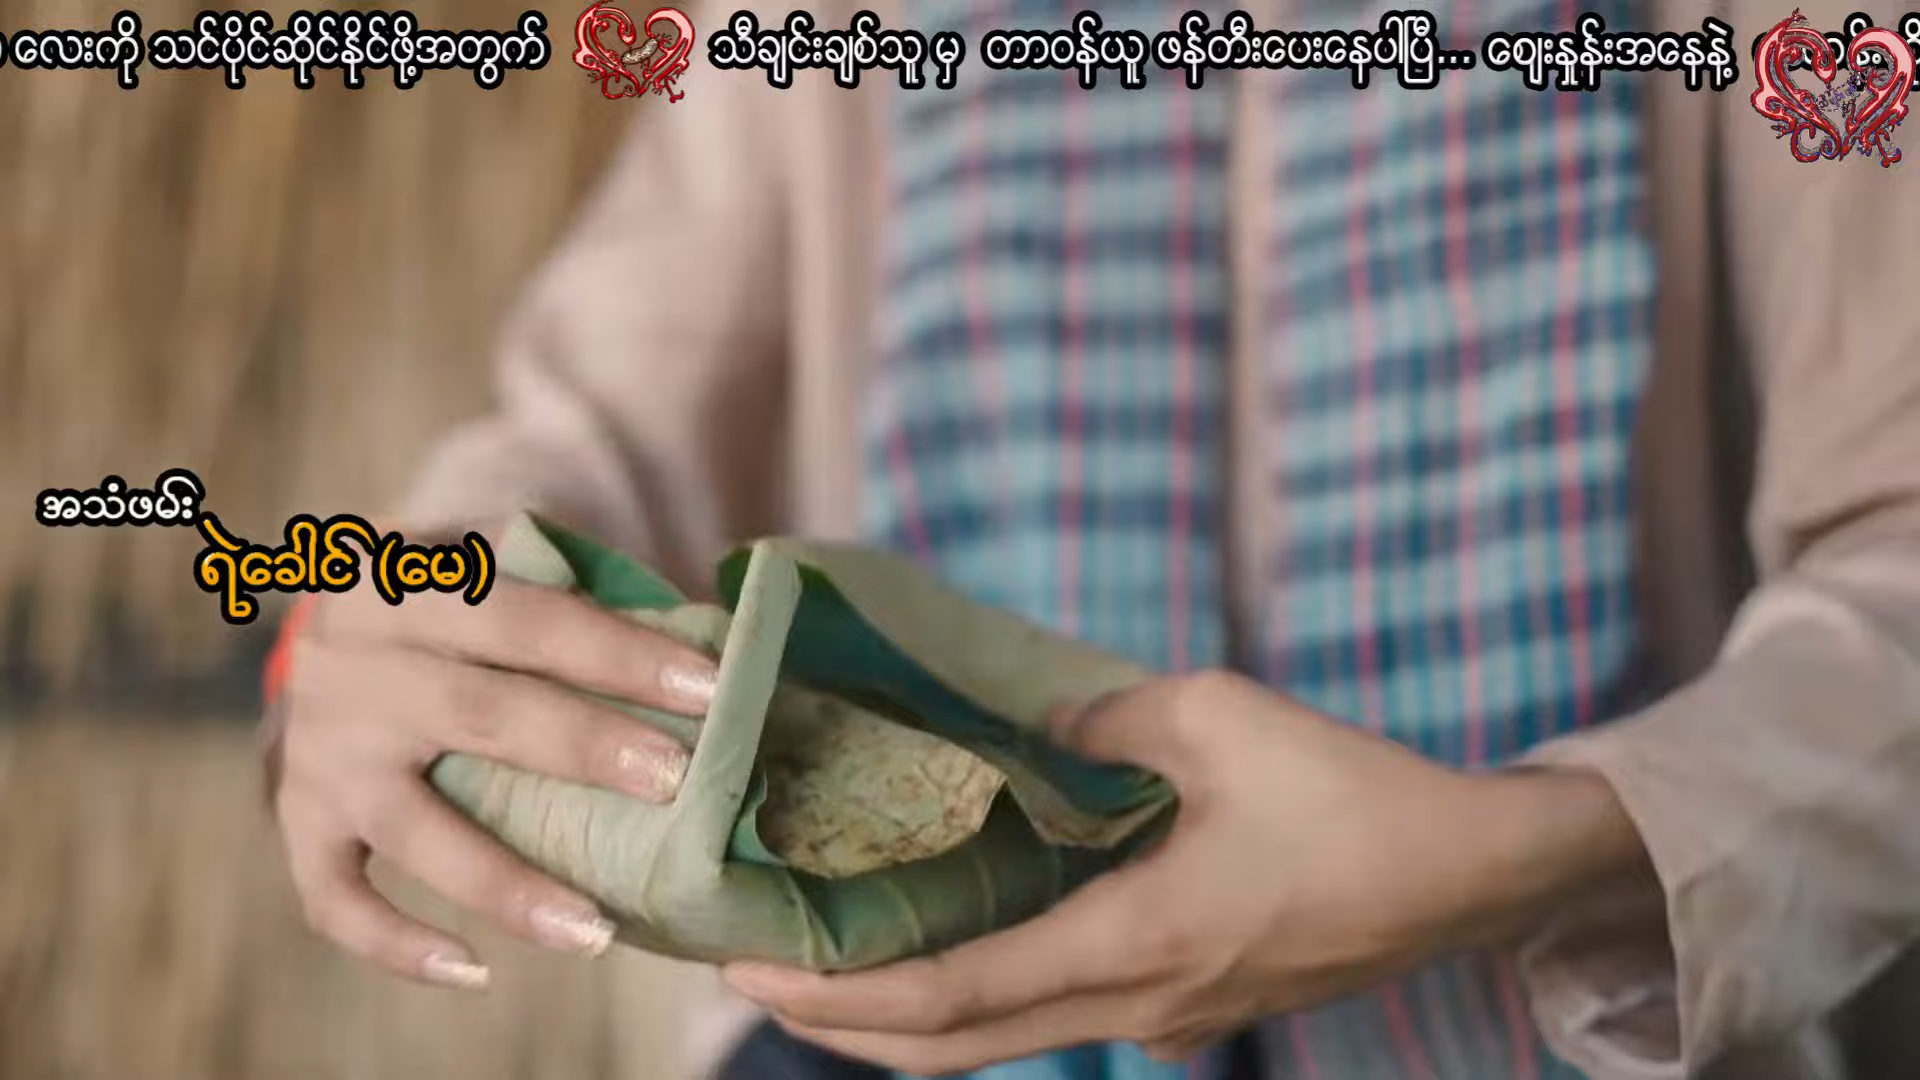 လေးကို သင်ပိုင်ဆိုင်နိုင်ဖို့အတွက် သီချင်းချစ်သူ မှ တာဝန်ယူ ဖန်တီးပေးနေပါပြီ... ဈေးနှုန်းအနေနဲ့
အသံဖမ်း
ရဲခေါင် (မေ)